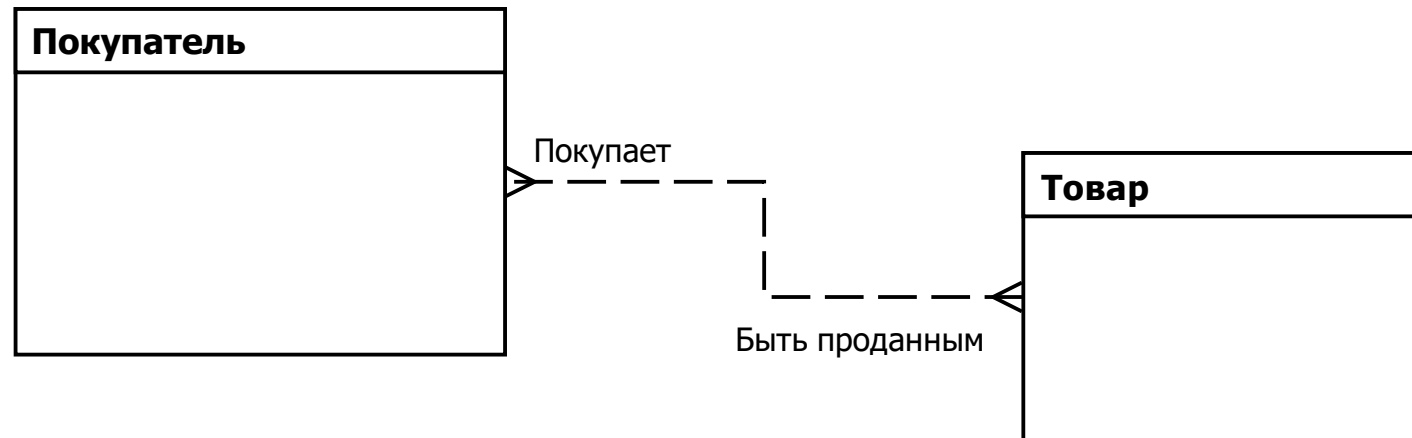 Покупатель
Покупает
Товар
Быть проданным